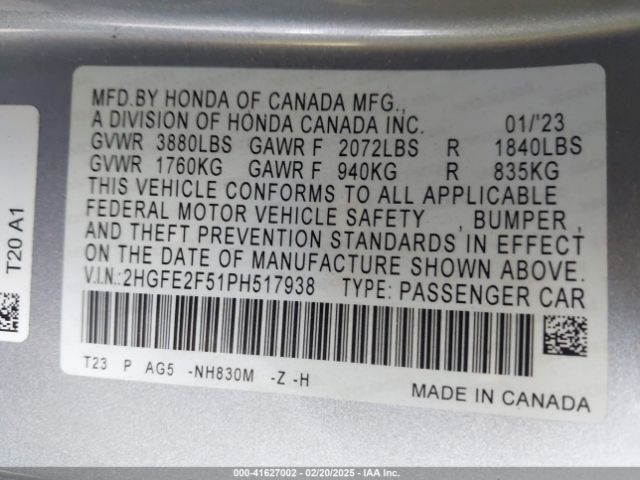 MFD.BY HONDA OF CANADA MFG.,
A DIVISION OF HONDA CANADA INC. 01/'23
GVWR 3880LBS GAWR F 2072LBS R 1840LBS
GVWR 1760KG GAWR F 940KG R 835KG
THIS VEHICLE CONFORMS TO ALL APPLICABLE
FEDERAL MOTOR VEHICLE SAFETY , BUMPER ,
AND THEFT PREVENTION STANDARDS IN EFFECT
ON THE DATE OF MANUFACTURE SHOWN ABOVE.
V.I.N.:2HGFE2F51PH517938 TYPE: PASSENGER CAR
T23 P AG5 -NH830M -Z -H
MADE IN CANADA
T20 A1
000-41627002 - 02/20/2025 - IAA Inc.